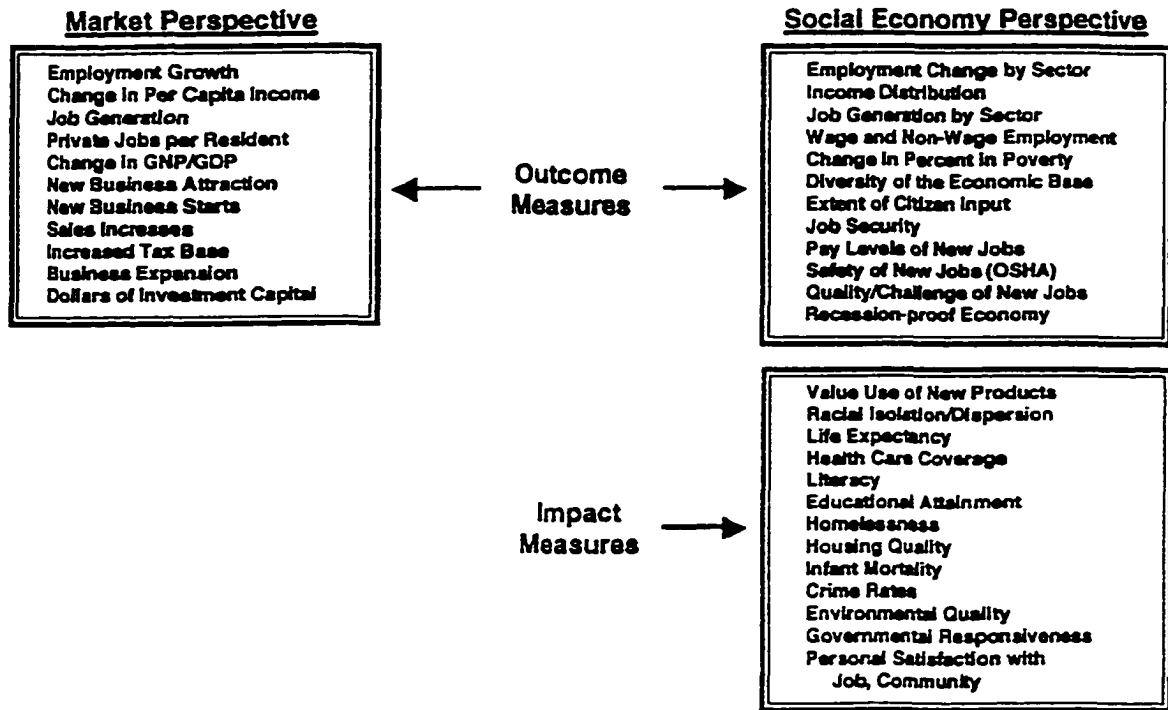 Market Perspective
Employment Growth
Change in Per Capita Income
Job Generation
Private Jobs per Resident
Change in GNP/GDP
New Business Attraction
New Business Starts
Sales Increases
Increased Tax Base
Business Expansion
Dollars of Investment Capital
Outcome
Measures
Social Economy Perspective
Employment Change by Sector
Income Distribution
Job Generation by Sector
Wage and Non-Wage Employment
Change in Percent in Poverty
Diversity of the Economic Base
Extent of Citizen Input
Job Security
Pay Levels of New Jobs
Safety of New Jobs (OSHA)
Quality/Challenge of New Jobs
Recession-proof Economy
Impact
Measures
Value Use of New Products
Racial Isolation/Dispersion
Life Expectancy
Health Care Coverage
Literacy
Educational Attainment
Homelessness
Housing Quality
Infant Mortality
Crime Rates
Environmental Quality
Governmental Responsiveness
Personal Satisfaction with
Job, Community